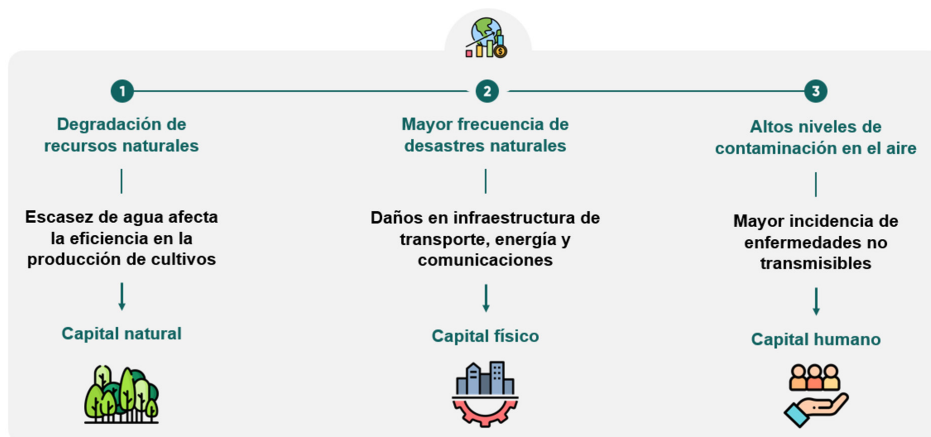 1
Degradación de
recursos naturales
Escasez de agua afecta
la eficiencia en la
producción de cultivos
Capital natural
2
Mayor frecuencia de
desastres naturales
Daños en infraestructura de
transporte, energía y
comunicaciones
Capital físico
3
Altos niveles de
contaminación en el aire
Mayor incidencia de
enfermedades no
transmisibles
Capital humano